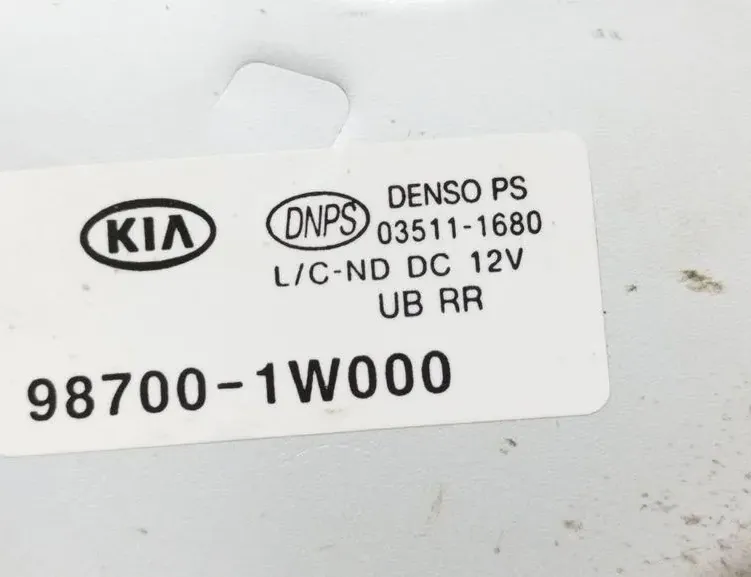 KIA
DNPS
DENSO PS
03511-1680
L/C-ND DC 12V
UB RR
98700-1W000